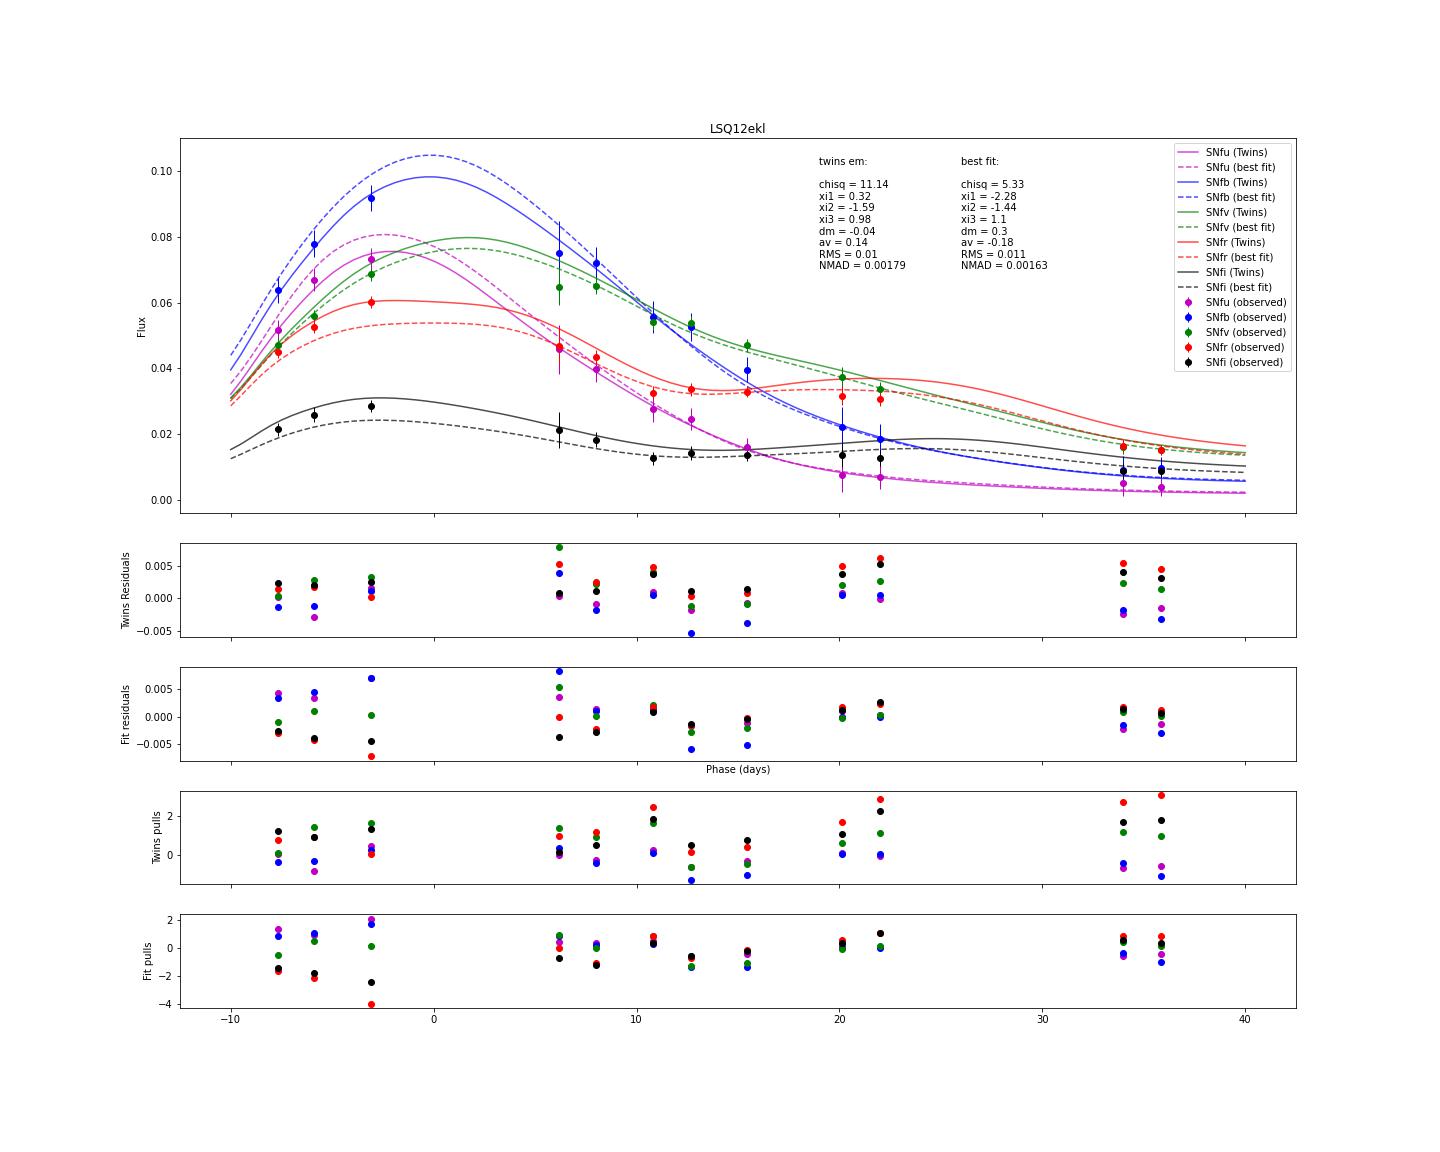 LSQ12ekl
Flux
0.10
0.08
0.06
0.04
0.02
0.00
twins em:
chisq = 11.14
xi1 = 0.32
xi2 = -1.59
xi3 = 0.98
dm = -0.04
av = 0.14
RMS = 0.01
NMAD = 0.00179
best fit:
chisq = 5.33
xi1 = -2.28
xi2 = -1.44
xi3 = 1.1
dm = 0.3
av = -0.18
RMS = 0.011
NMAD = 0.00163
SNfu (Twins)
SNfu (best fit)
SNfb (Twins)
SNfb (best fit)
SNfv (Twins)
SNfv (best fit)
SNfr (Twins)
SNfr (best fit)
SNfi (Twins)
SNfi (best fit)
SNfu (observed)
SNfb (observed)
SNfv (observed)
SNfr (observed)
SNfi (observed)
Twins Residuals
0.005
0.000
−0.005
Fit residuals
0.005
0.000
−0.005
Phase (days)
Twins pulls
2
0
Fit pulls
2
0
−2
−4
−10
0
10
20
30
40